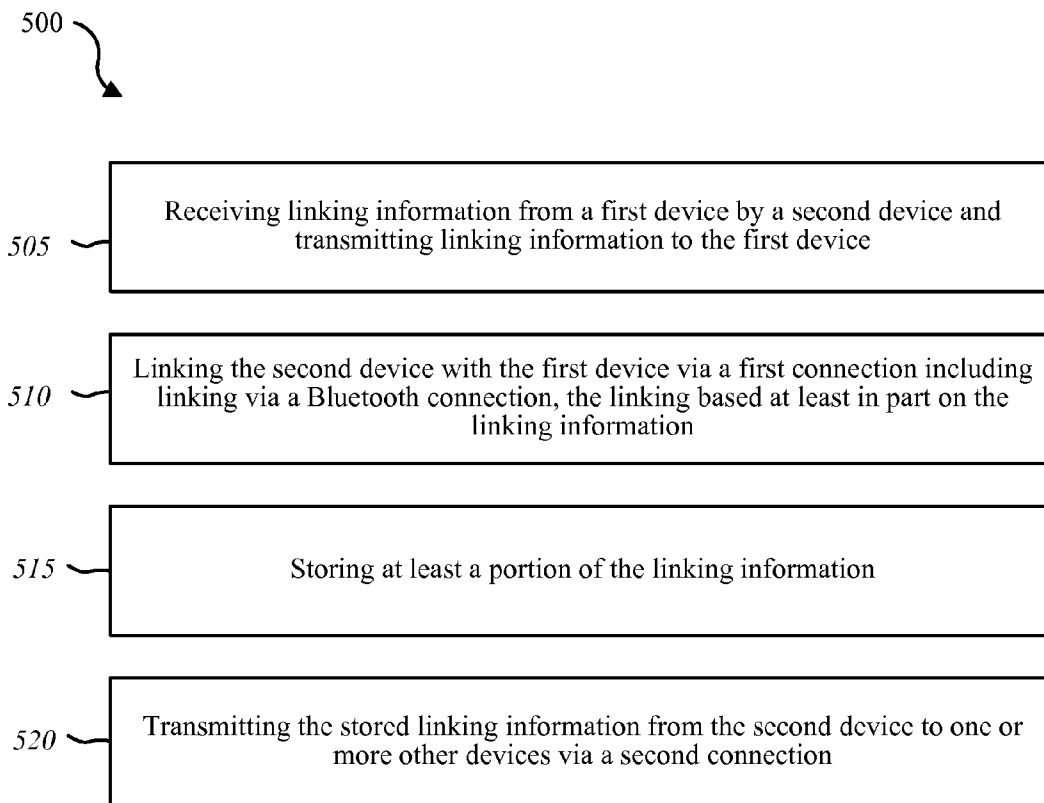 500
Receiving linking information from a first device by a second device and
transmitting linking information to the first device
505
Linking the second device with the first device via a first connection including
linking via a Bluetooth connection, the linking based at least in part on the
linking information
510
Storing at least a portion of the linking information
515
Transmitting the stored linking information from the second device to one or
more other devices via a second connection
520